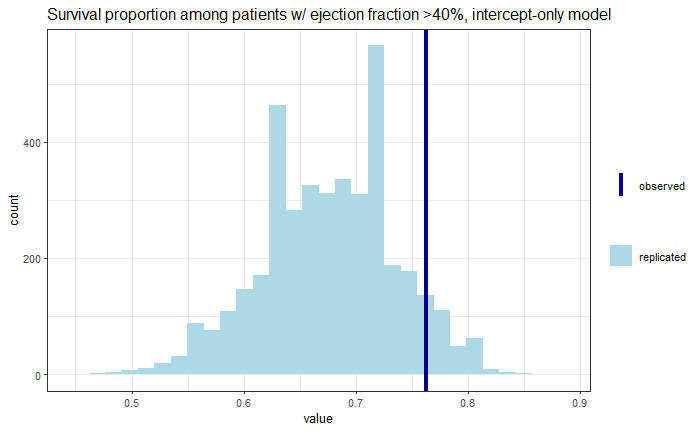 Survival proportion among patients w/ ejection fraction >40%, intercept-only model
count
400
200
0
0.5 0.6 0.7 0.8 0.9
value
observed
replicated